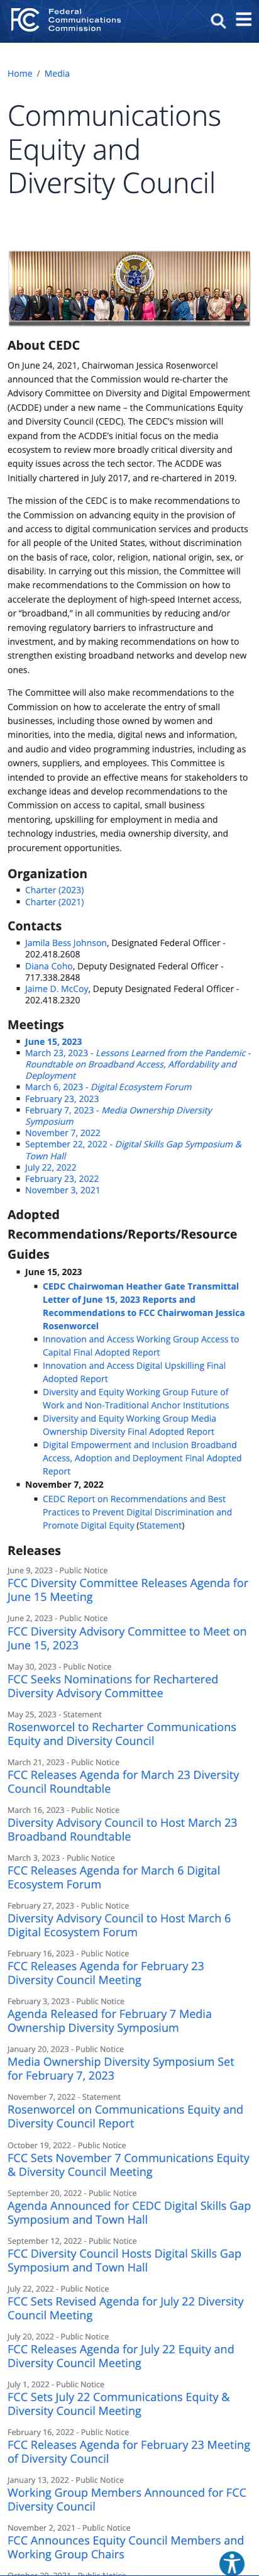 Federal
Communications
Commission
Home / Media
Communications
Equity and
Diversity Council
About CEDC
On June 24, 2021, Chairwoman Jessica Rosenworcel
announced that the Commission would re-charter the
Advisory Committee on Diversity and Digital Empowerment
(ACDDE) under a new name – the Communications Equity
and Diversity Council (CEDC). The CEDC's mission will
expand from the ACDDE's initial focus on the media
ecosystem to review more broadly critical diversity and
equity issues across the tech sector. The ACDDE was
Initially chartered in July 2017, and re-chartered in 2019.
The mission of the CEDC is to make recommendations to
the Commission on advancing equity in the provision of
and access to digital communication services and products
for all people of the United States, without discrimination
on the basis of race, color, religion, national origin, sex, or
disability. In carrying out this mission, the Committee will
make recommendations to the Commission on how to
accelerate the deployment of high-speed Internet access,
or "broadband," in all communities by reducing and/or
removing regulatory barriers to infrastructure and
investment, and by making recommendations on how to
strengthen existing broadband networks and develop new
ones.
The Committee will also make recommendations to the
Commission on how to accelerate the entry of small
businesses, including those owned by women and
minorities, into the media, digital news and information,
and audio and video programming industries, including as
owners, suppliers, and employees. This Committee is
intended to provide an effective means for stakeholders to
exchange ideas and develop recommendations to the
Commission on access to capital, small business
mentoring, upskilling for employment in media and
technology industries, media ownership diversity, and
procurement opportunities.
Organization
Charter (2023)
Charter (2021)
Contacts
Jamila Bess Johnson, Designated Federal Officer -
202.418.2608
Diana Coho, Deputy Designated Federal Officer -
717.338.2848
Jaime D. McCoy, Deputy Designated Federal Officer -
202.418.2320
Meetings
June 15, 2023
March 23, 2023 - Lessons Learned from the Pandemic -
Roundtable on Broadband Access, Affordability and
Deployment
March 6, 2023 - Digital Ecosystem Forum
February 23, 2023
February 7, 2023 - Media Ownership Diversity
Symposium
November 7, 2022
September 22, 2022 - Digital Skills Gap Symposium &
Town Hall
July 22, 2022
February 23, 2022
November 3, 2021
Adopted
Recommendations/Reports/Resource
Guides
June 15, 2023
CEDC Chairwoman Heather Gate Transmittal
Letter of June 15, 2023 Reports and
Recommendations to FCC Chairwoman Jessica
Rosenworcel
Innovation and Access Working Group Access to
Capital Final Adopted Report
Innovation and Access Digital Upskilling Final
Adopted Report
Diversity and Equity Working Group Future of
Work and Non-Traditional Anchor Institutions
Diversity and Equity Working Group Media
Ownership Diversity Final Adopted Report
Digital Empowerment and Inclusion Broadband
Access, Adoption and Deployment Final Adopted
Report
November 7, 2022
CEDC Report on Recommendations and Best
Practices to Prevent Digital Discrimination and
Promote Digital Equity (Statement)
Releases
June 9, 2023 - Public Notice
FCC Diversity Committee Releases Agenda for
June 15 Meeting
June 2, 2023 - Public Notice
FCC Diversity Advisory Committee to Meet on
June 15, 2023
May 30, 2023 - Public Notice
FCC Seeks Nominations for Rechartered
Diversity Advisory Committee
May 25, 2023 - Statement
Rosenworcel to Recharter Communications
Equity and Diversity Council
March 21, 2023 - Public Notice
FCC Releases Agenda for March 23 Diversity
Council Roundtable
March 16, 2023 - Public Notice
Diversity Advisory Council to Host March 23
Broadband Roundtable
March 3, 2023 - Public Notice
FCC Releases Agenda for March 6 Digital
Ecosystem Forum
February 27, 2023 - Public Notice
Diversity Advisory Council to Host March 6
Digital Ecosystem Forum
February 16, 2023 - Public Notice
FCC Releases Agenda for February 23
Diversity Council Meeting
February 3, 2023 - Public Notice
Agenda Released for February 7 Media
Ownership Diversity Symposium
January 20, 2023 - Public Notice
Media Ownership Diversity Symposium Set
for February 7, 2023
November 7, 2022 - Statement
Rosenworcel on Communications Equity and
Diversity Council Report
October 19, 2022 - Public Notice
FCC Sets November 7 Communications Equity
& Diversity Council Meeting
September 20, 2022 - Public Notice
Agenda Announced for CEDC Digital Skills Gap
Symposium and Town Hall
September 12, 2022 - Public Notice
FCC Diversity Council Hosts Digital Skills Gap
Symposium and Town Hall
July 22, 2022 - Public Notice
FCC Sets Revised Agenda for July 22 Diversity
Council Meeting
July 20, 2022 - Public Notice
FCC Releases Agenda for July 22 Equity and
Diversity Council Meeting
July 1, 2022 - Public Notice
FCC Sets July 22 Communications Equity &
Diversity Council Meeting
February 16, 2022 - Public Notice
FCC Releases Agenda for February 23 Meeting
of Diversity Council
January 13, 2022 - Public Notice
Working Group Members Announced for FCC
Diversity Council
November 2, 2021 - Public Notice
FCC Announces Equity Council Members and
Working Group Chairs